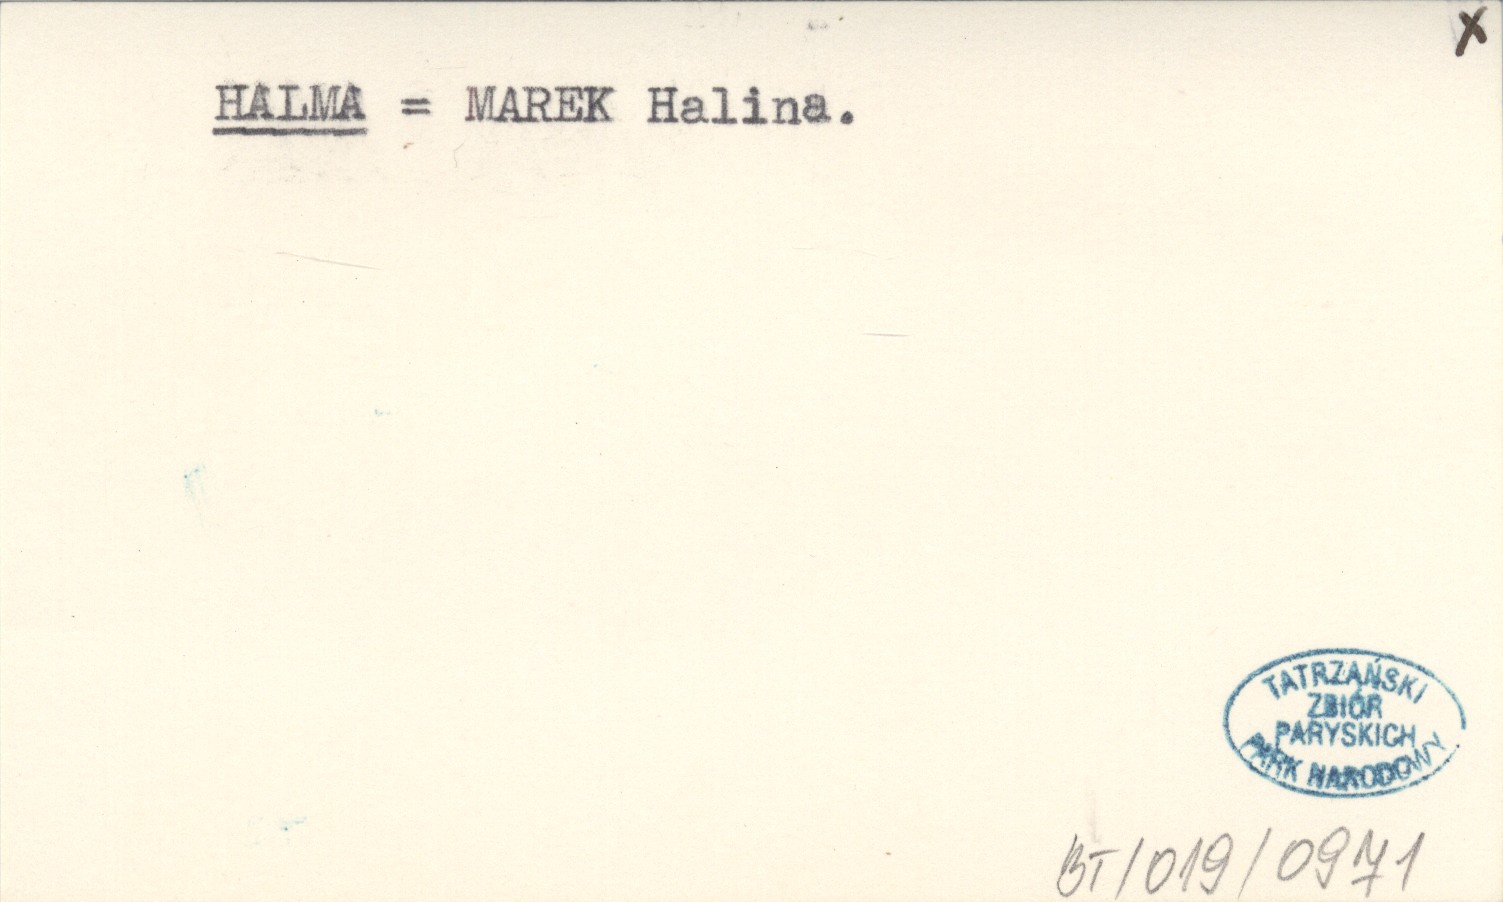 X
HALMA = MAREK Halina.
TATRZAŃSKI
ZBIÓR
PARYSKICH
PARK NARODOWY
BT/019/0971